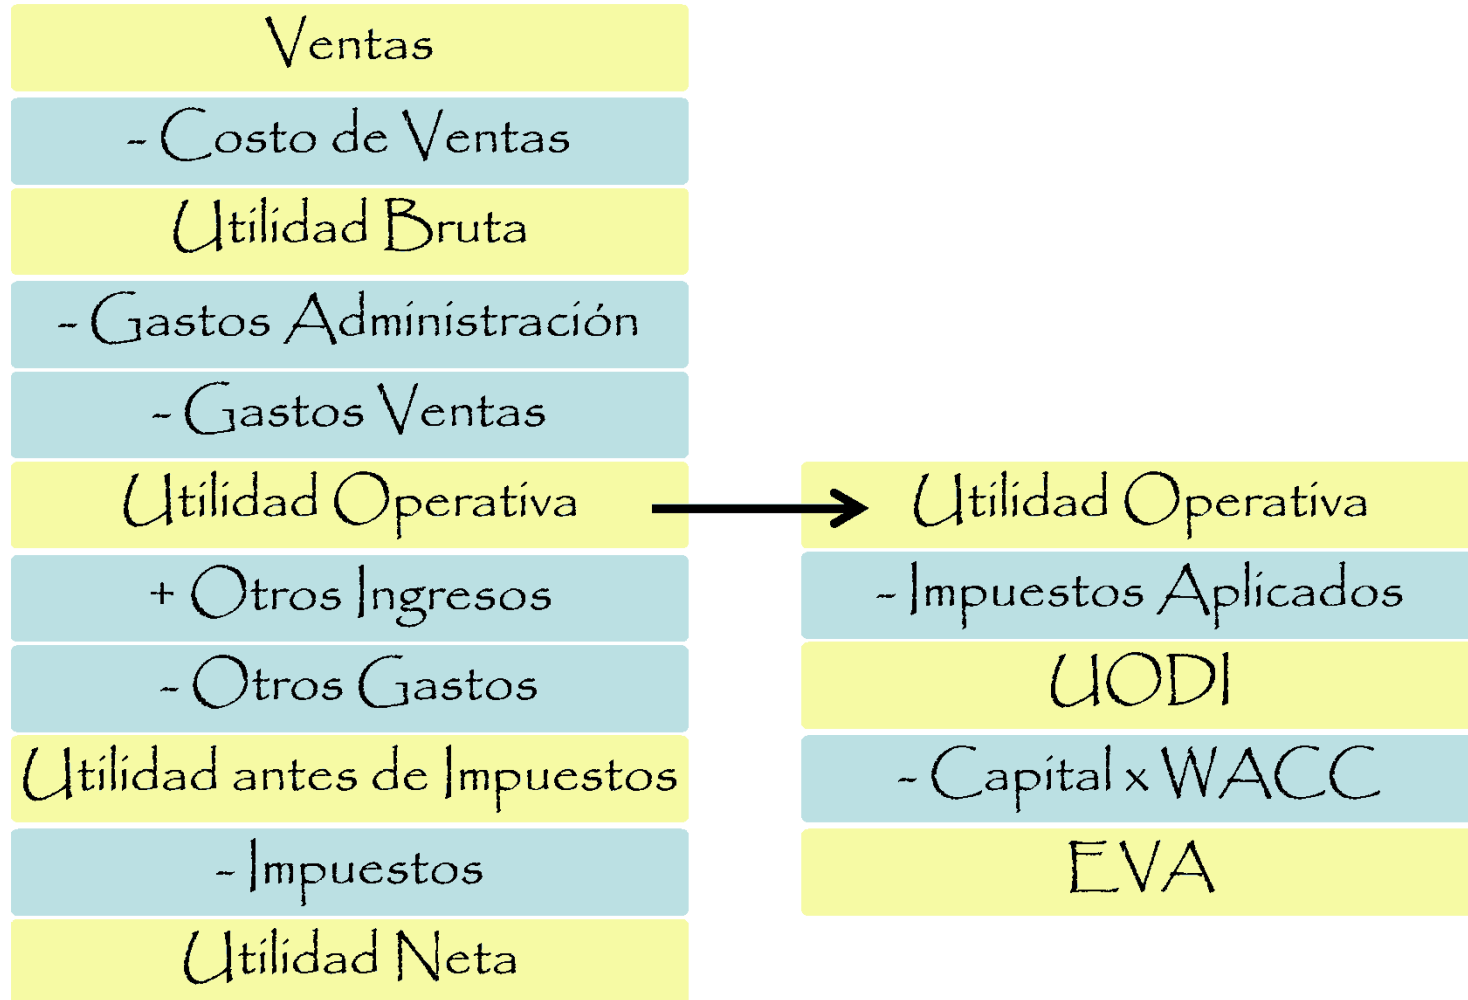 Ventas
- Costo de Ventas
Utilidad Bruta
- Gastos Administración
- Gastos Ventas
Utilidad Operativa
+ Otros Ingresos
- Otros Gastos
Utilidad antes de Impuestos
- Impuestos
Utilidad Neta
Utilidad Operativa
- Impuestos Aplicados
UODI
- Capital x WACC
EVA